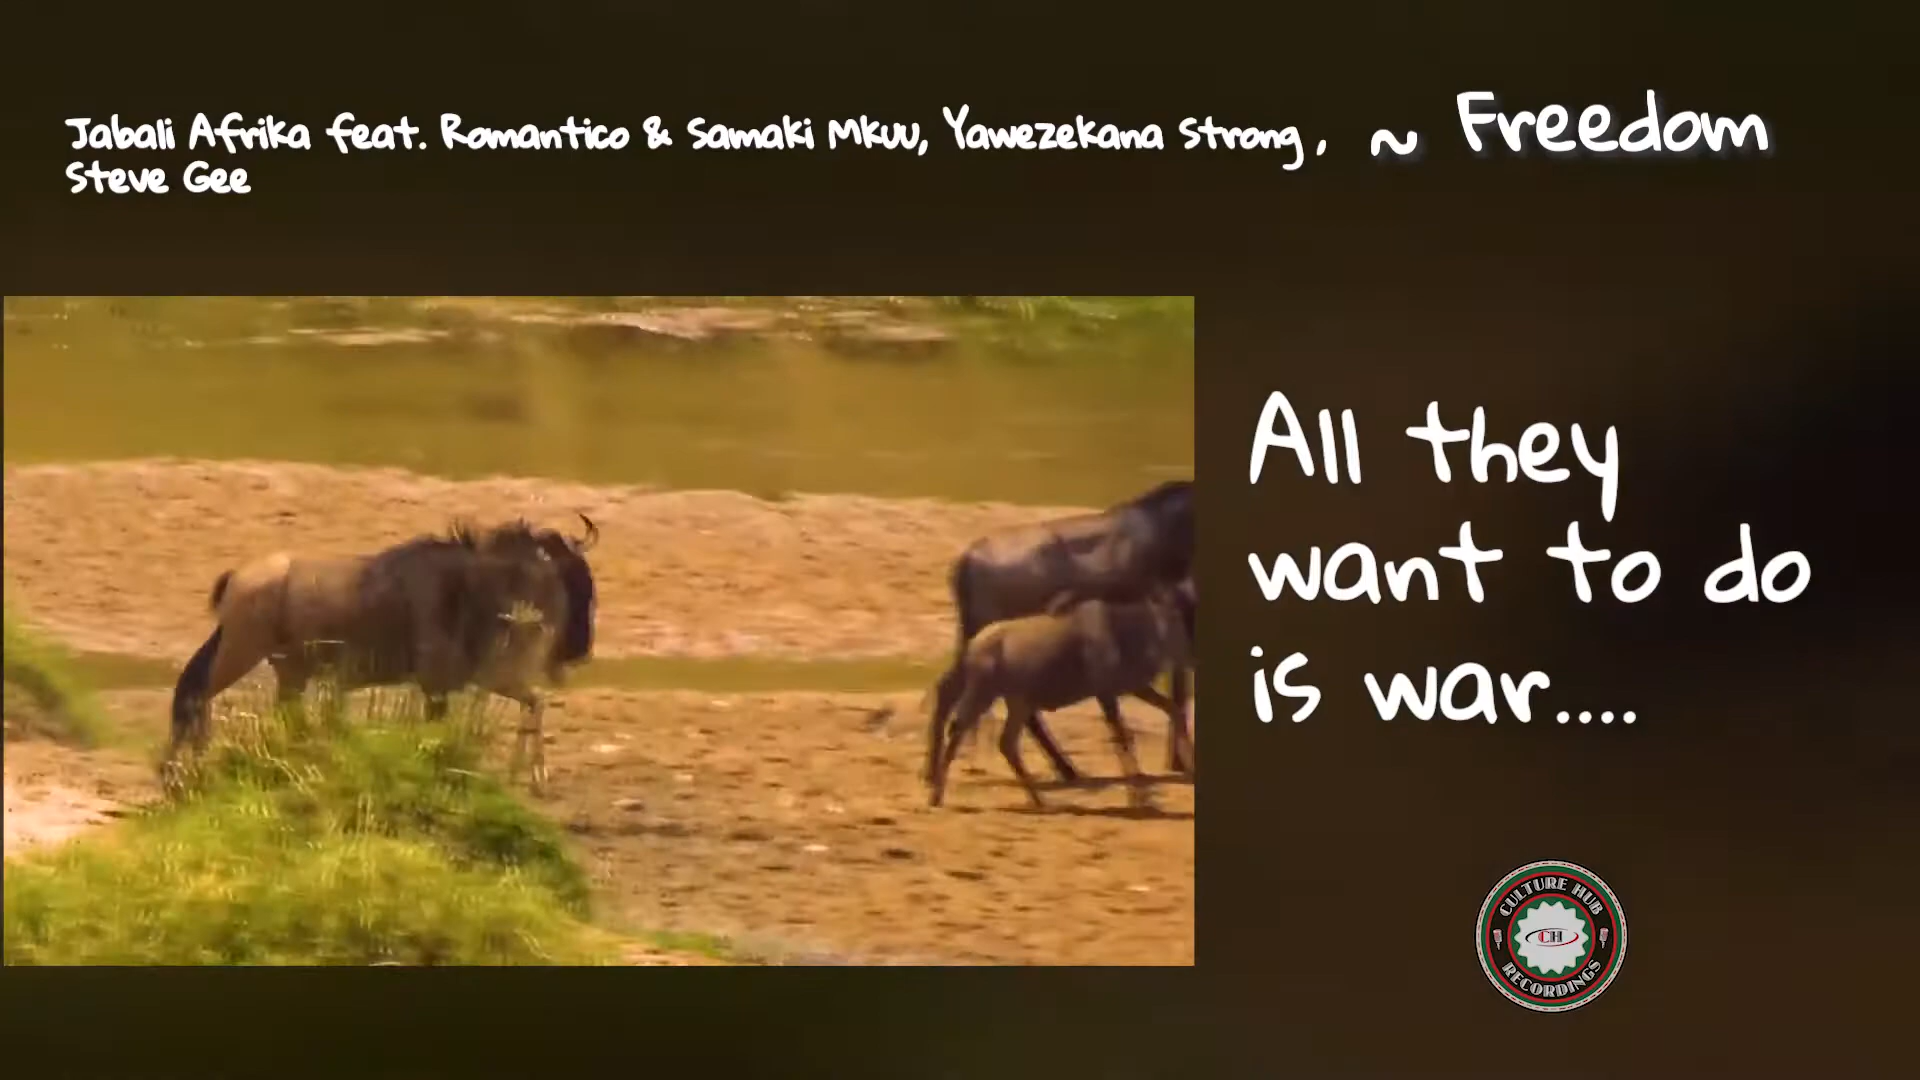 Jabali Afrika feat. Romantico & Samaki Mkuu, Yawezekana Strong,
Steve Gee
~ Freedom
All they
want to do
is war....
CULTURE HUB
CH
RECORDINGS